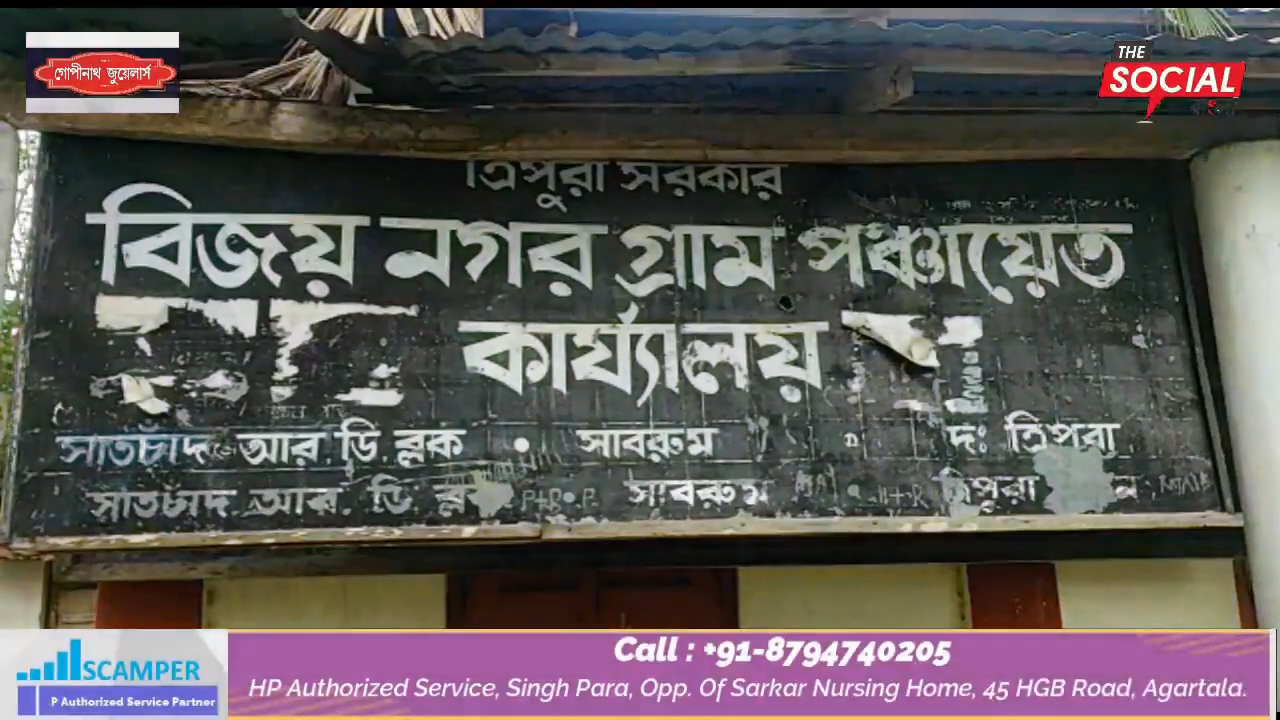 গোপীনাথ জুয়েলার্স
THE
SOCIAL
ত্রিপুরা সরকার
বিজয় নগর গ্রাম পঞ্চায়েত
কার্য্যালয়
সাতচাঁদ আর. ডি. ব্লক • সাবরুম দঃ ত্রিপুরা
সাতচাঁদ আর. ডি. সাবরুম
SCAMPER
P Authorized Service Partner
Call : +91-8794740205
HP Authorized Service, Singh Para, Opp. Of Sarkar Nursing Home, 45 HGB Road, Agartala.